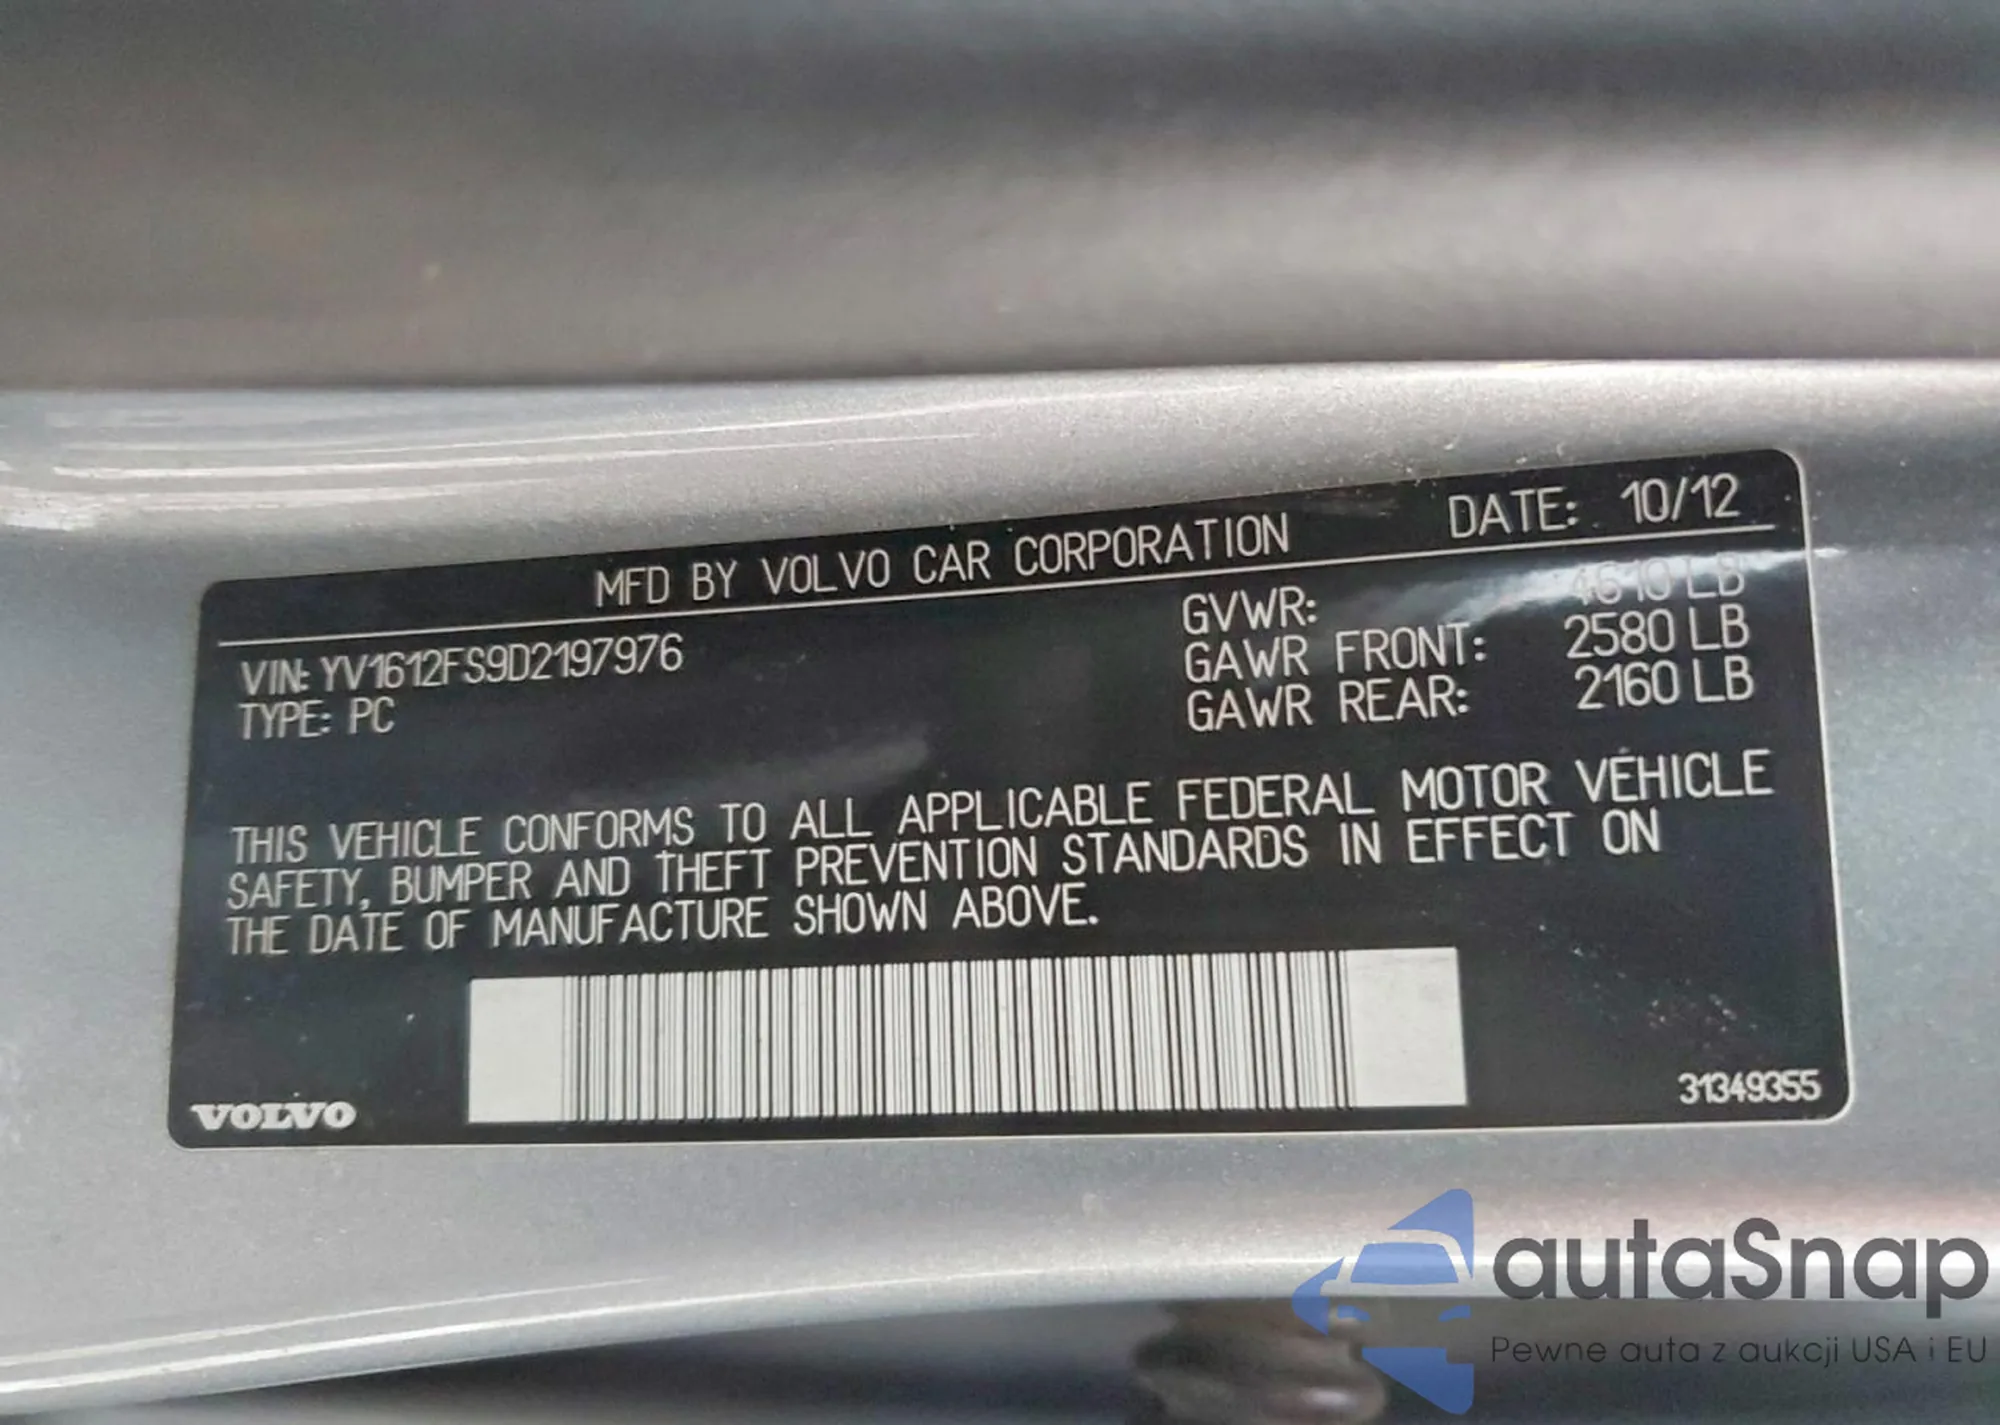 MFD BY VOLVO CAR CORPORATION DATE: 10/12
VIN: YV1612FS9D2197976
TYPE: PC
GVWR: 4610 LB
GAWR FRONT: 2580 LB
GAWR REAR: 2160 LB
THIS VEHICLE CONFORMS TO ALL APPLICABLE FEDERAL MOTOR VEHICLE
SAFETY, BUMPER AND THEFT PREVENTION STANDARDS IN EFFECT ON
THE DATE OF MANUFACTURE SHOWN ABOVE.
VOLVO
31349355
autaSnap
Pewne auta z aukcji USA i EU